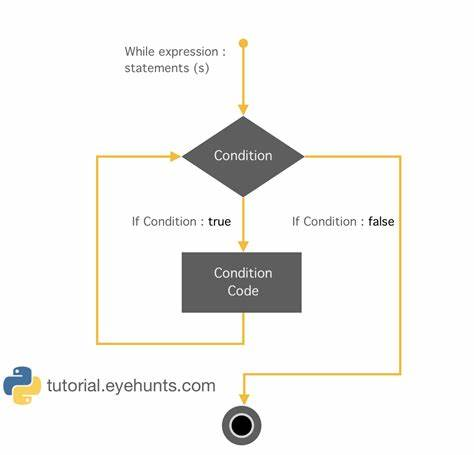 While expression :
statements (s)
Condition
If Condition : true
If Condition : false
Condition
Code
tutorial.eyehunts.com